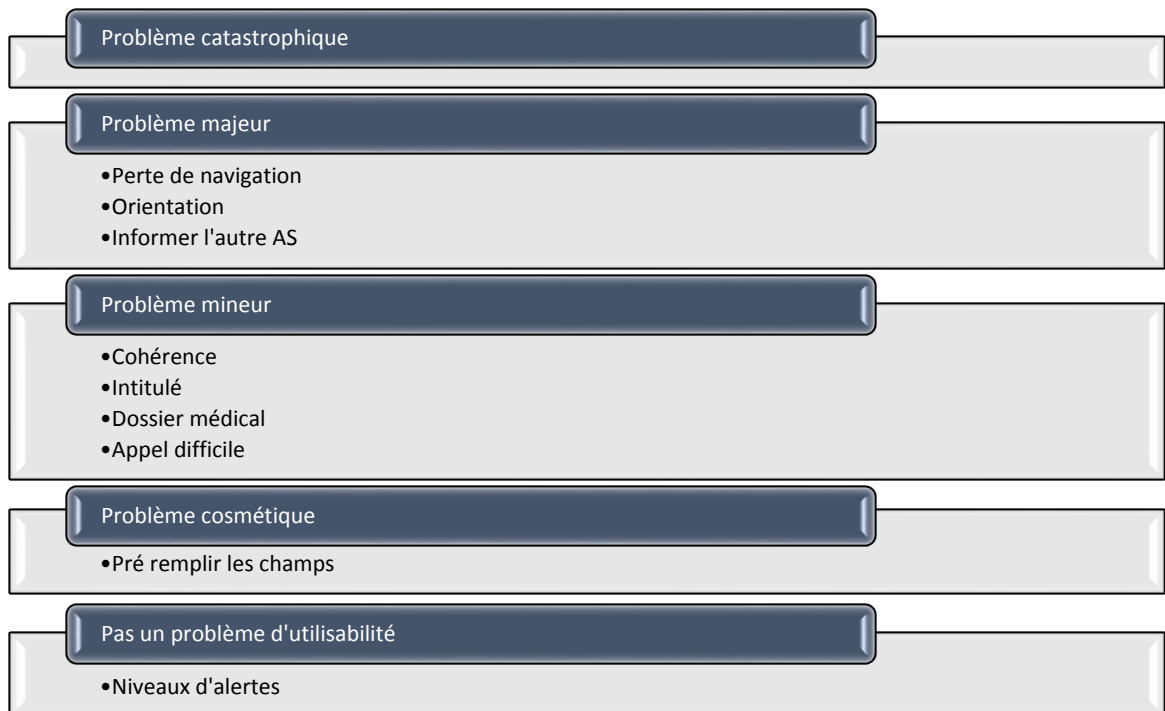 Problème catastrophique
Problème majeur
•Perte de navigation
•Orientation
•Informer l'autre AS
Problème mineur
•Cohérence
•Intitulé
•Dossier médical
•Appel difficile
Problème cosmétique
•Pré remplir les champs
Pas un problème d'utilisabilité
•Niveaux d'alertes